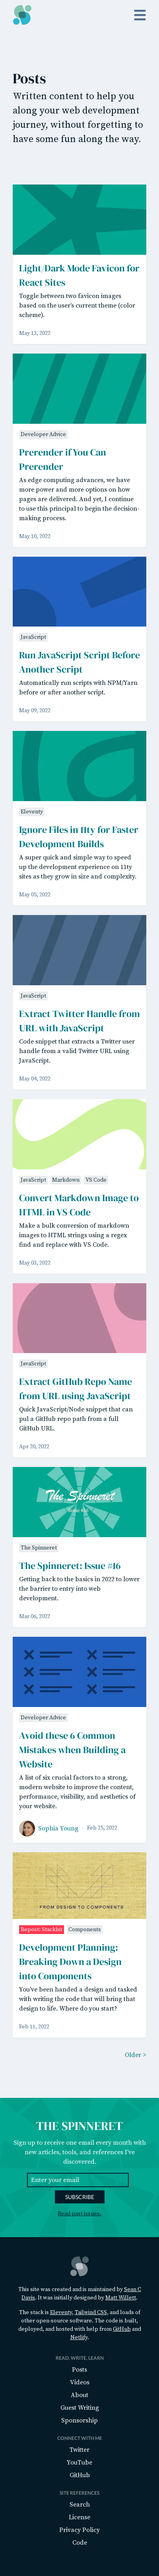 Posts
Written content to help you
along your web development
journey, without forgetting to
have some fun along the way.
Light/Dark Mode Favicon for
React Sites
Toggle between two favicon images
based on the user's current theme (color
scheme).
May 13, 2022
Developer Advice
Prerender if You Can
Prerender
As edge computing advances, we have
more power and more options on how
pages are delivered. And yet, I continue
to use this principal to begin the decision-
making process.
May 10, 2022
JavaScript
Run JavaScript Script Before
Another Script
Automatically run scripts with NPM/Yarn
before or after another script.
May 09, 2022
Eleventy
Ignore Files in 11ty for Faster
Development Builds
A super quick and simple way to speed
up the development experience on 11ty
sites as they grow in size and complexity.
May 05, 2022
JavaScript
Extract Twitter Handle from
URL with JavaScript
Code snippet that extracts a Twitter user
handle from a valid Twitter URL using
JavaScript.
May 04, 2022
JavaScript Markdown VS Code
Convert Markdown Image to
HTML in VS Code
Make a bulk conversion of markdown
images to HTML strings using a regex
find and replace with VS Code.
May 03, 2022
JavaScript
Extract GitHub Repo Name
from URL using JavaScript
Quick JavaScript/Node snippet that can
put a GitHub repo path from a full
GitHub URL.
Apr 20, 2022
The Spinneret
The Spinneret
The Spinneret: Issue #16
Getting back to the basics in 2022 to lower
the barrier to entry into web
development.
Mar 06, 2022
Developer Advice
Avoid these 6 Common
Mistakes when Building a
Website
A list of six crucial factors to a strong,
modern website to improve the content,
performance, visibility, and aesthetics of
your website.
Sophia Young · Feb 25, 2022
FROM DESIGN TO COMPONENTS
Repost: Stackbit Components
Development Planning:
Breaking Down a Design
into Components
You've been handed a design and tasked
with writing the code that will bring that
design to life. Where do you start?
Feb 11, 2022
Older >
THE SPINNERET
Sign up to receive one email every month with
new articles, tools, and references I've
discovered.
Enter your email
SUBSCRIBE
Read past issues.
This site was created and is maintained by Sean C
Davis. It was initially designed by Matt Willott.
The stack is Eleventy, Tailwind CSS, and loads of
other open-source software. The website is
deployed, and hosted with help from GitHub and
Netlify.
READ, WRITE, LEARN
Posts
Videos
About
Guest Writing
Sponsorship
CONNECT WITH ME
Twitter
YouTube
GitHub
SITE REFERENCES
Search
License
Privacy Policy
Code